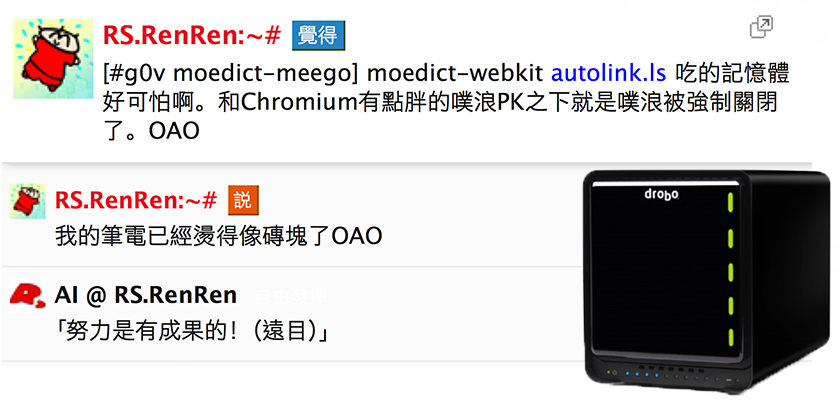 RS.RenRen:~# 覺得
[#g0v moedict-meego] moedict-webkit autolink.ls 吃的記憶體
好可怕啊。和Chromium有點胖的噗浪PK之下就是噗浪被強制關閉
了。OAO
RS.RenRen:~# 説
我的筆電已經燙得像磚塊了OAO
AI @ RS.RenRen
「努力是有成果的！(遠目)」
drobo